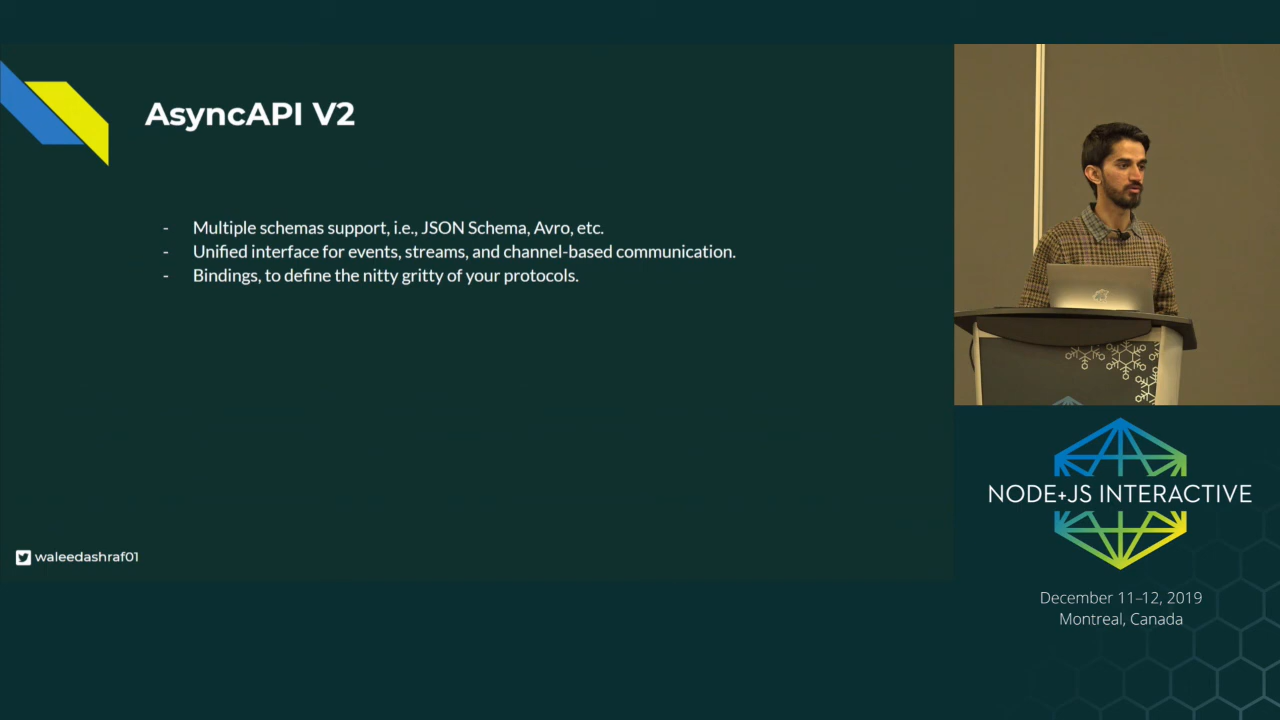 AsyncAPI V2
- Multiple schemas support, i.e., JSON Schema, Avro, etc.
- Unified interface for events, streams, and channel-based communication.
- Bindings, to define the nitty gritty of your protocols.
waleedashraf01
NODE+JS INTERACTIVE
December 11–12, 2019
Montreal, Canada